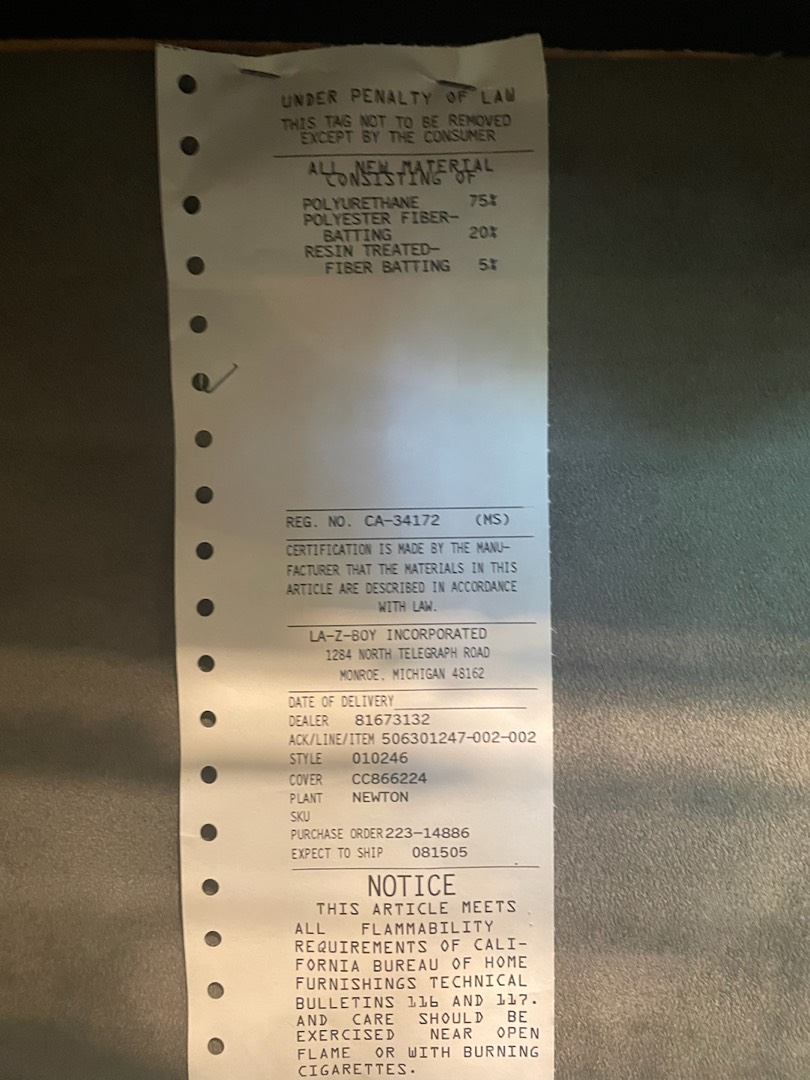 UNDER PENALTY OF LAW
THIS TAG NOT TO BE REMOVED
EXCEPT BY THE CONSUMER
ALL NEW MATERIAL
CONSISTING OF
POLYURETHANE 75%
POLYESTER FIBER-
BATTING 20%
RESIN TREATED-
FIBER BATTING 5%
REG. NO. CA-34172 (MS)
CERTIFICATION IS MADE BY THE MANU-
FACTURER THAT THE MATERIALS IN THIS
ARTICLE ARE DESCRIBED IN ACCORDANCE
WITH LAW.
LA-Z-BOY INCORPORATED
1284 NORTH TELEGRAPH ROAD
MONROE, MICHIGAN 48162
DATE OF DELIVERY
DEALER 81673132
ACK/LINE/ITEM 506301247-002-002
STYLE 010246
COVER CC866224
PLANT NEWTON
SKU
PURCHASE ORDER 223-14886
EXPECT TO SHIP 081505
NOTICE
THIS ARTICLE MEETS
ALL FLAMMABILITY
REQUIREMENTS OF CALI-
FORNIA BUREAU OF HOME
FURNISHINGS TECHNICAL
BULLETINS 116 AND 117.
AND CARE SHOULD BE
EXERCISED NEAR OPEN
FLAME OR WITH BURNING
CIGARETTES.